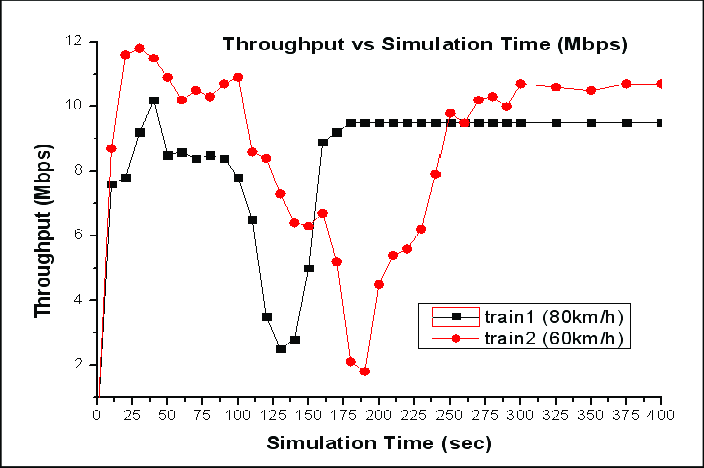 Throughput vs Simulation Time (Mbps)
Throughput (Mbps)
12
10
8
6
4
2
train1 (80km/h)
train2 (60km/h)
0 25 50 75 100 125 150 175 200 225 250 275 300 325 350 375 400
Simulation Time (sec)